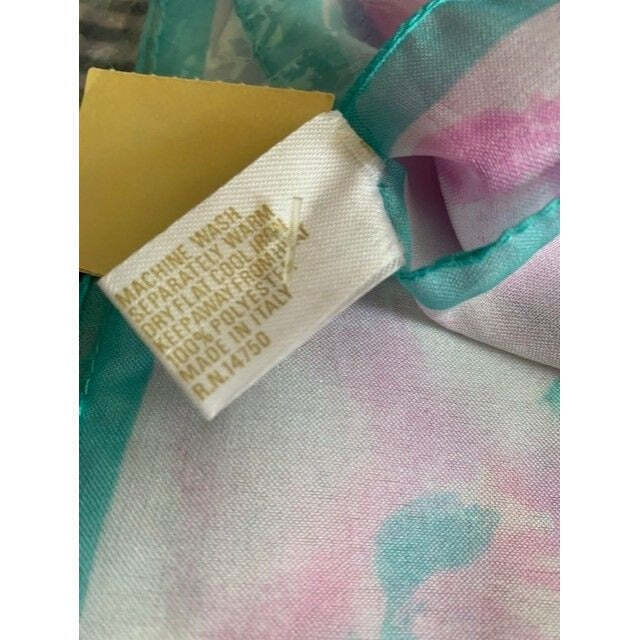 MACHINE WASH
SEPARATELY WARM
DRY FLAT COOL IRON
KEEP AWAY FROM HEAT
100% POLYESTER
MADE IN ITALY
R.N. 14750